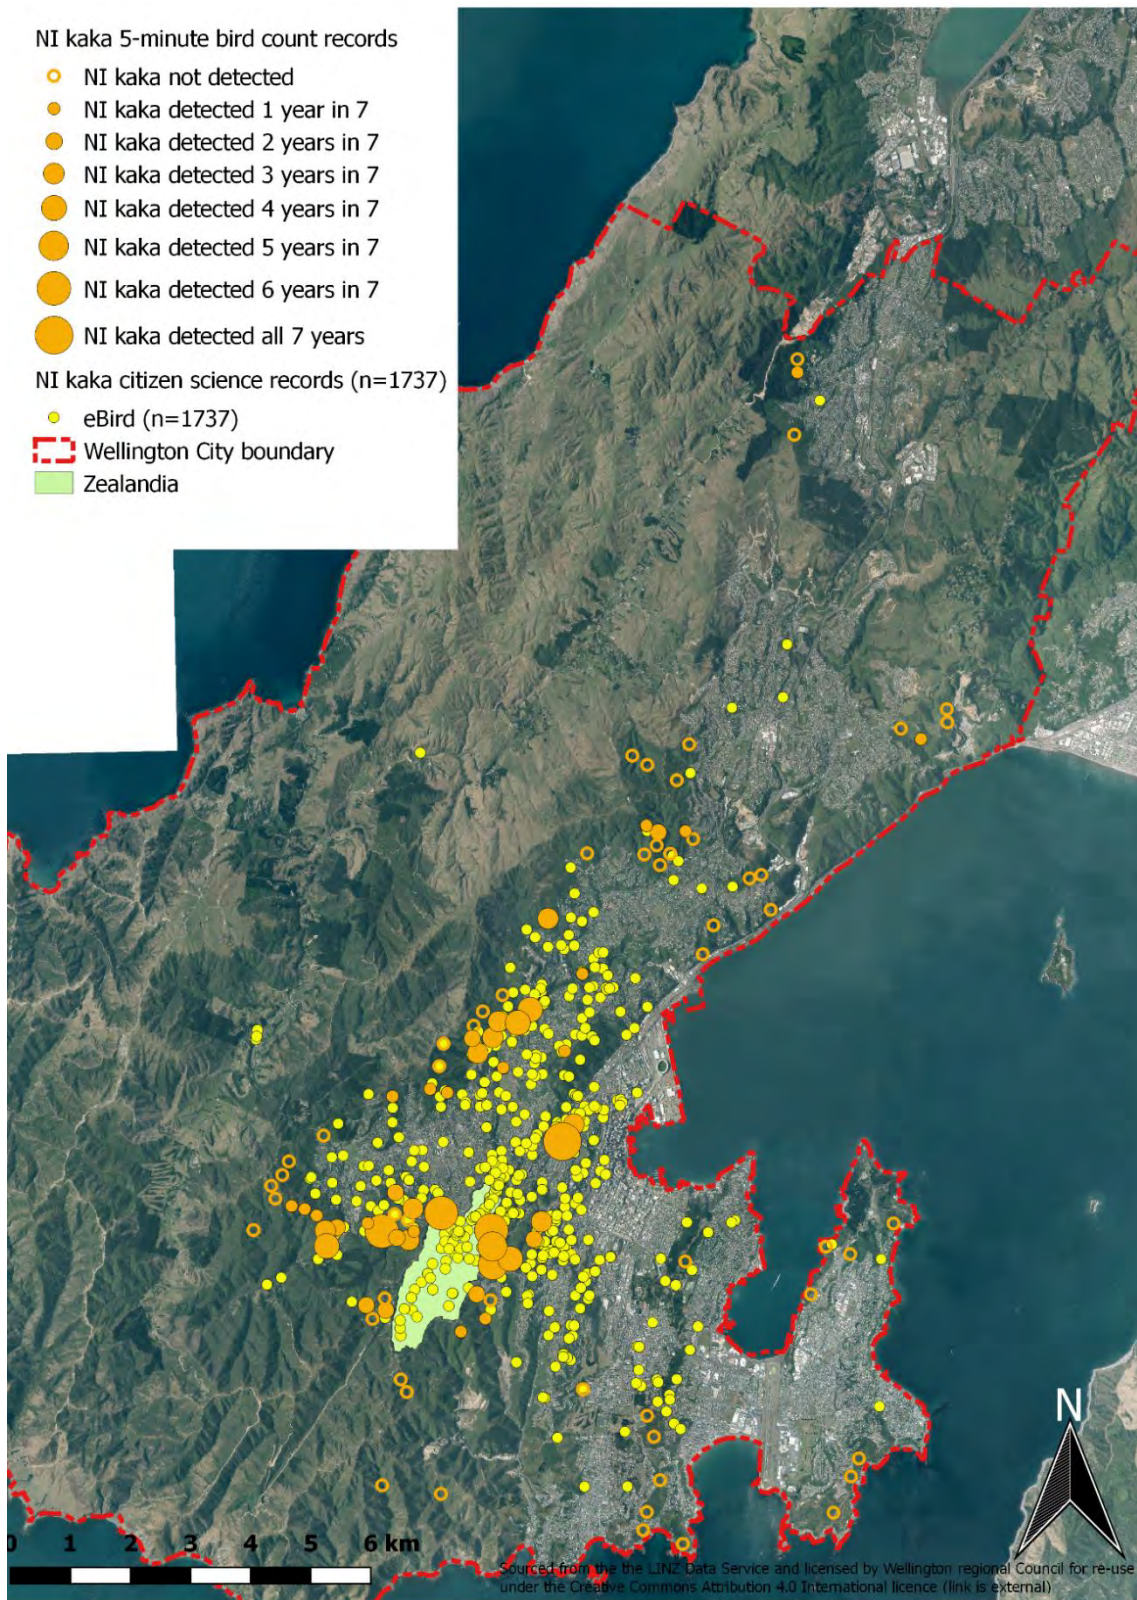 NI kaka 5-minute bird count records
NI kaka not detected
NI kaka detected 1 year in 7
NI kaka detected 2 years in 7
NI kaka detected 3 years in 7
NI kaka detected 4 years in 7
NI kaka detected 5 years in 7
NI kaka detected 6 years in 7
NI kaka detected all 7 years
NI kaka citizen science records (n=1737)
eBird (n=1737)
Wellington City boundary
Zealandia
N
0 1 2 3 4 5 6 km
Sourced from the the LINZ Data Service and licensed by Wellington regional Council for re-use
under the Creative Commons Attribution 4.0 International licence (link is external)